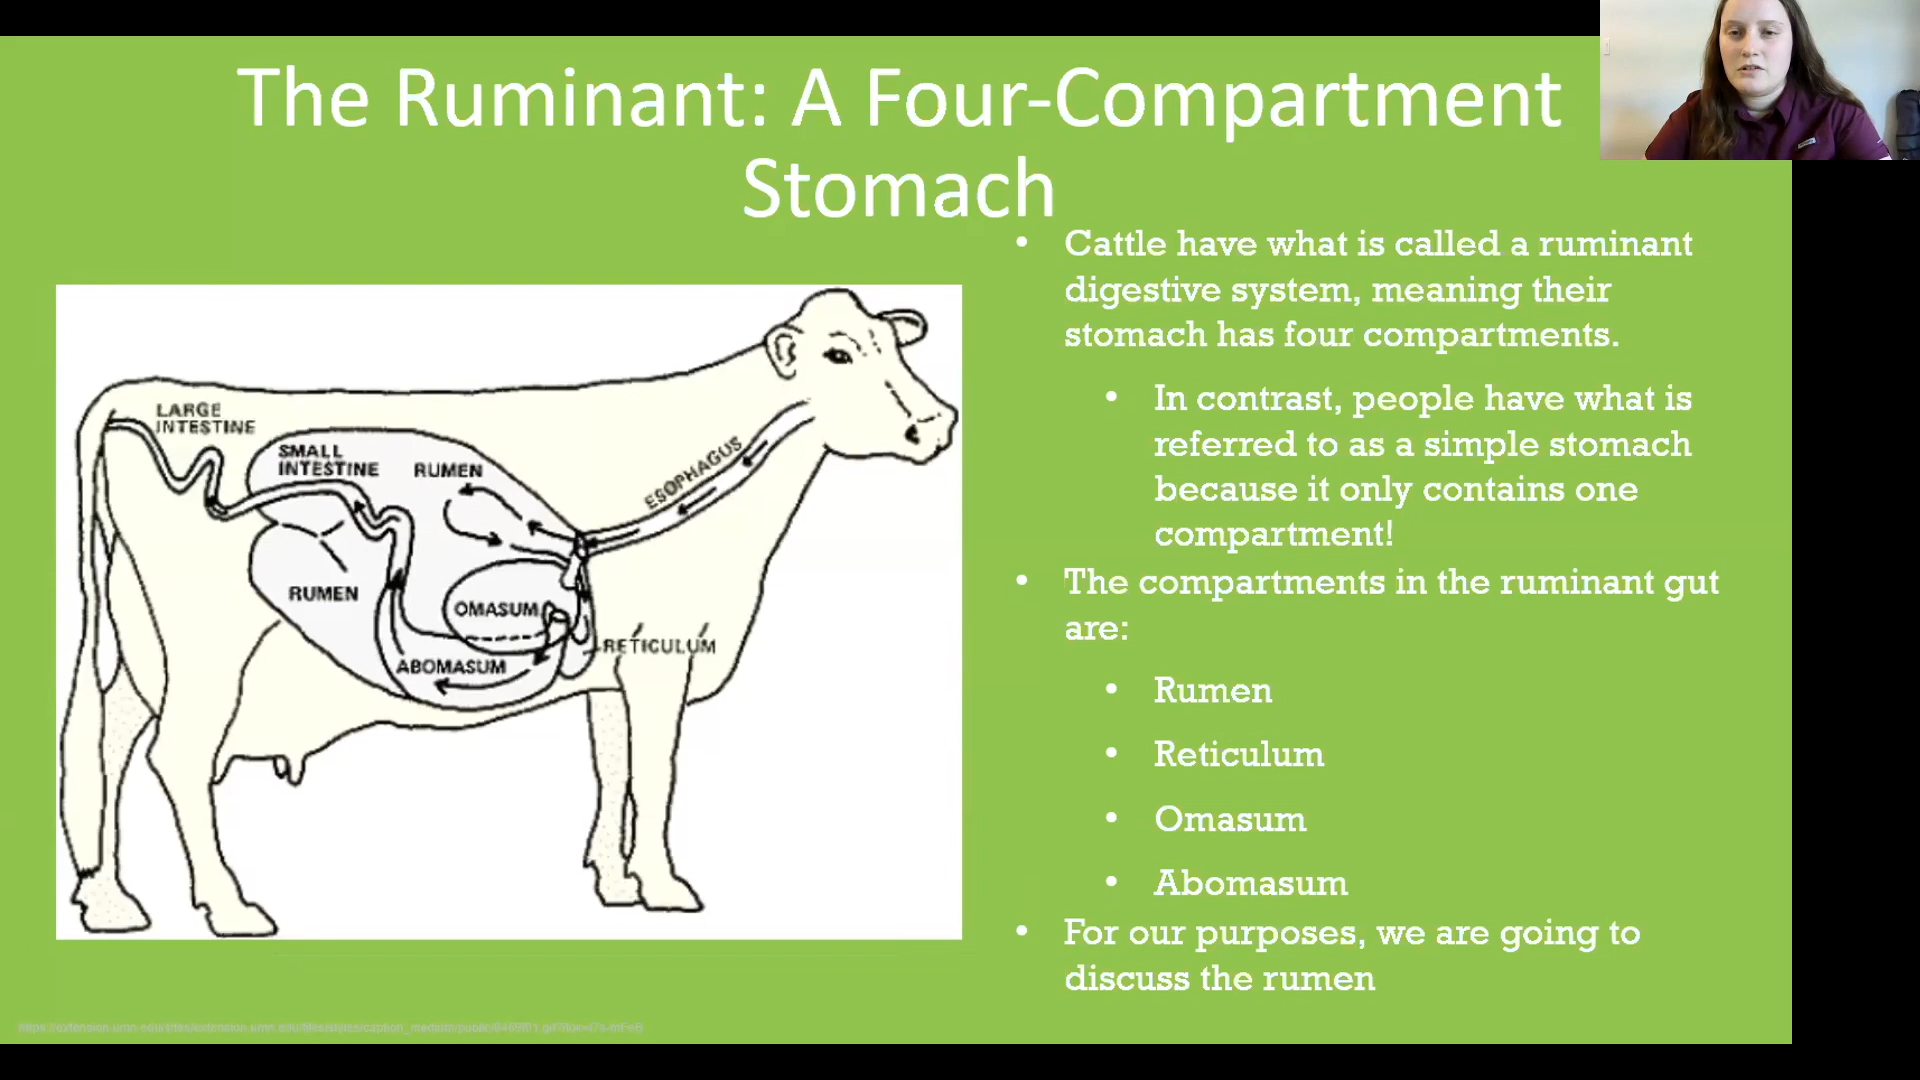 The Ruminant: A Four-Compartment
Stomach
• Cattle have what is called a ruminant
digestive system, meaning their
stomach has four compartments.
• In contrast, people have what is
referred to as a simple stomach
because it only contains one
compartment!
• The compartments in the ruminant gut
are:
• Rumen
• Reticulum
• Omasum
• Abomasum
• For our purposes, we are going to
discuss the rumen
LARGE
INTESTINE
SMALL
INTESTINE
RUMEN
ESOPHAGUS
RUMEN
OMASUM
RETICULUM
ABOMASUM